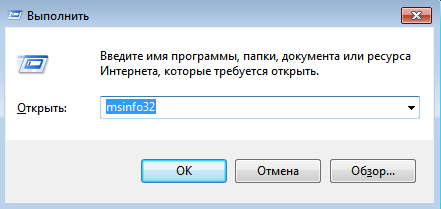 Выполнить
Введите имя программы, папки, документа или ресурса
Интернета, которые требуется открыть.
Открыть: msinfo32
OK Отмена Обзор...